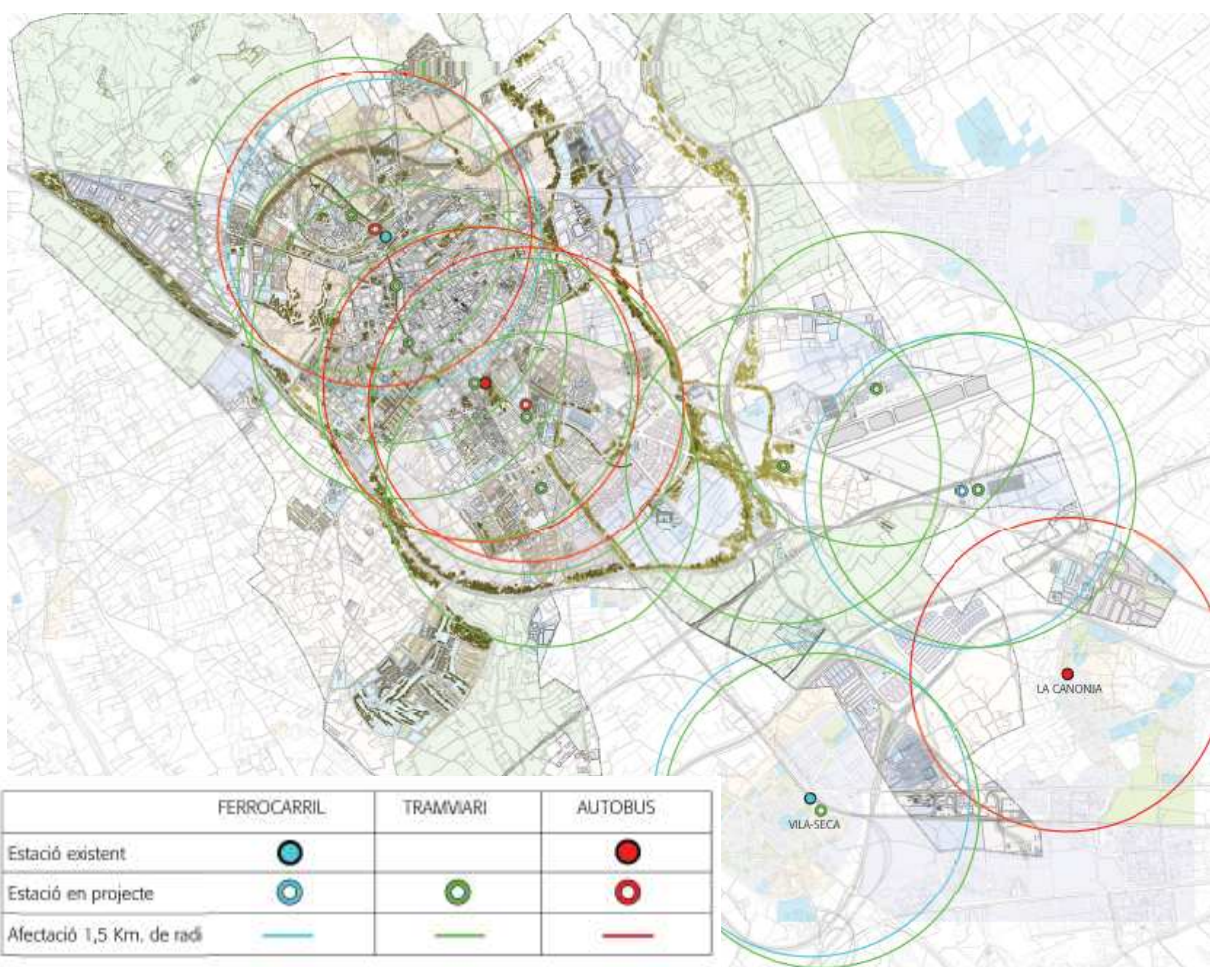 LA CANONJA
VILA-SECA
FERROCARRIL TRAMVIARI AUTOBUS
Estació existent
Estació en projecte
Afectació 1,5 Km. de radi